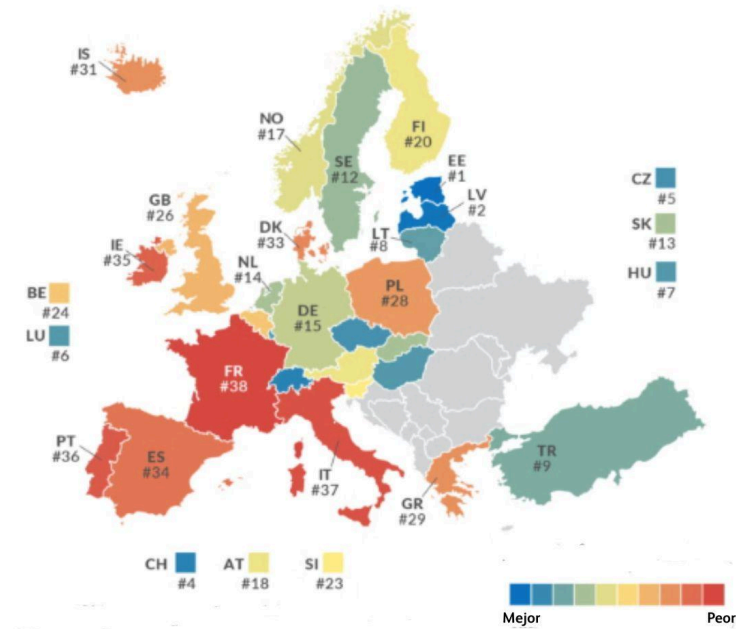 IS
#31
NO
#17
FI
#20
SE
#12
EE
#1
LV
#2
CZ
#5
GB
#26
SK
#13
DK
#33
LT
#8
IE
#35
NL
#14
HU
#7
BE
#24
PL
#28
DE
#15
LU
#6
FR
#38
PT
#36
ES
#34
IT
#37
TR
#9
GR
#29
CH
#4
AT
#18
SI
#23
Mejor
Peor